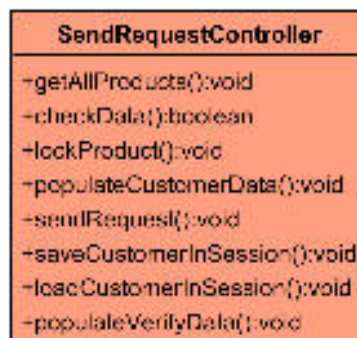 SendRequestController
+getAllProducts():void
+checkData():boolean
+lockProduct():void
+populateCustomerData():void
+sendRequest():void
+saveCustomerInSession():void
+loadCustomerInSession():void
+populateVerifyData():void